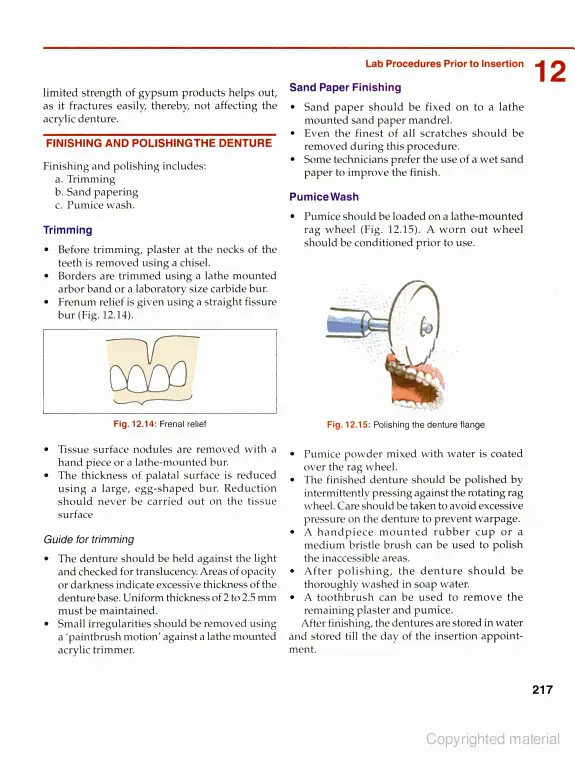 Lab Procedures Prior to Insertion
12
limited strength of gypsum products helps out,
as it fractures easily, thereby, not affecting the
acrylic denture.
FINISHING AND POLISHING THE DENTURE
Finishing and polishing includes:
a. Trimming
b. Sand papering
c. Pumice wash.
Trimming
• Before trimming, plaster at the necks of the
teeth is removed using a chisel.
• Borders are trimmed using a lathe mounted
arbor band or a laboratory size carbide bur.
• Frenum relief is given using a straight fissure
bur (Fig. 12.14).
Fig. 12.14: Frenal relief
• Tissue surface nodules are removed with a
hand piece or a lathe-mounted bur.
• The thickness of palatal surface is reduced
using a large, egg-shaped bur. Reduction
should never be carried out on the tissue
surface
Guide for trimming
• The denture should be held against the light
and checked for translucency. Areas of opacity
or darkness indicate excessive thickness of the
denture base. Uniform thickness of 2 to 2.5 mm
must be maintained.
• Small irregularities should be removed using
a 'paintbrush motion' against a lathe mounted
acrylic trimmer.
Sand Paper Finishing
• Sand paper should be fixed on to a lathe
mounted sand paper mandrel.
• Even the finest of all scratches should be
removed during this procedure.
• Some technicians prefer the use of a wet sand
paper to improve the finish.
Pumice Wash
• Pumice should be loaded on a lathe-mounted
rag wheel (Fig. 12.15). A worn out wheel
should be conditioned prior to use.
Fig. 12.15: Polishing the denture flange
• Pumice powder mixed with water is coated
over the rag wheel.
• The finished denture should be polished by
intermittently pressing against the rotating rag
wheel. Care should be taken to avoid excessive
pressure on the denture to prevent warpage.
• A handpiece mounted rubber cup or a
medium bristle brush can be used to polish
the inaccessible areas.
• After polishing, the denture should be
thoroughly washed in soap water.
• A toothbrush can be used to remove the
remaining plaster and pumice.
After finishing, the dentures are stored in water
and stored till the day of the insertion appoint-
ment.
217
Copyrighted material